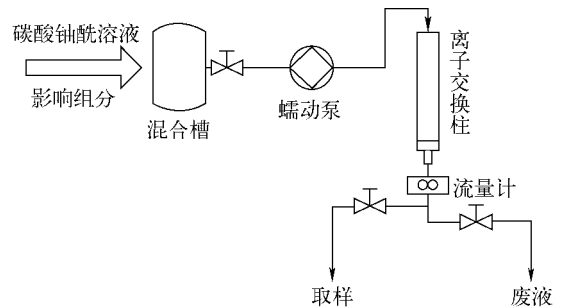 碳酸铀酰溶液
影响组分
混合槽
蠕动泵
离子交换柱
流量计
取样
废液